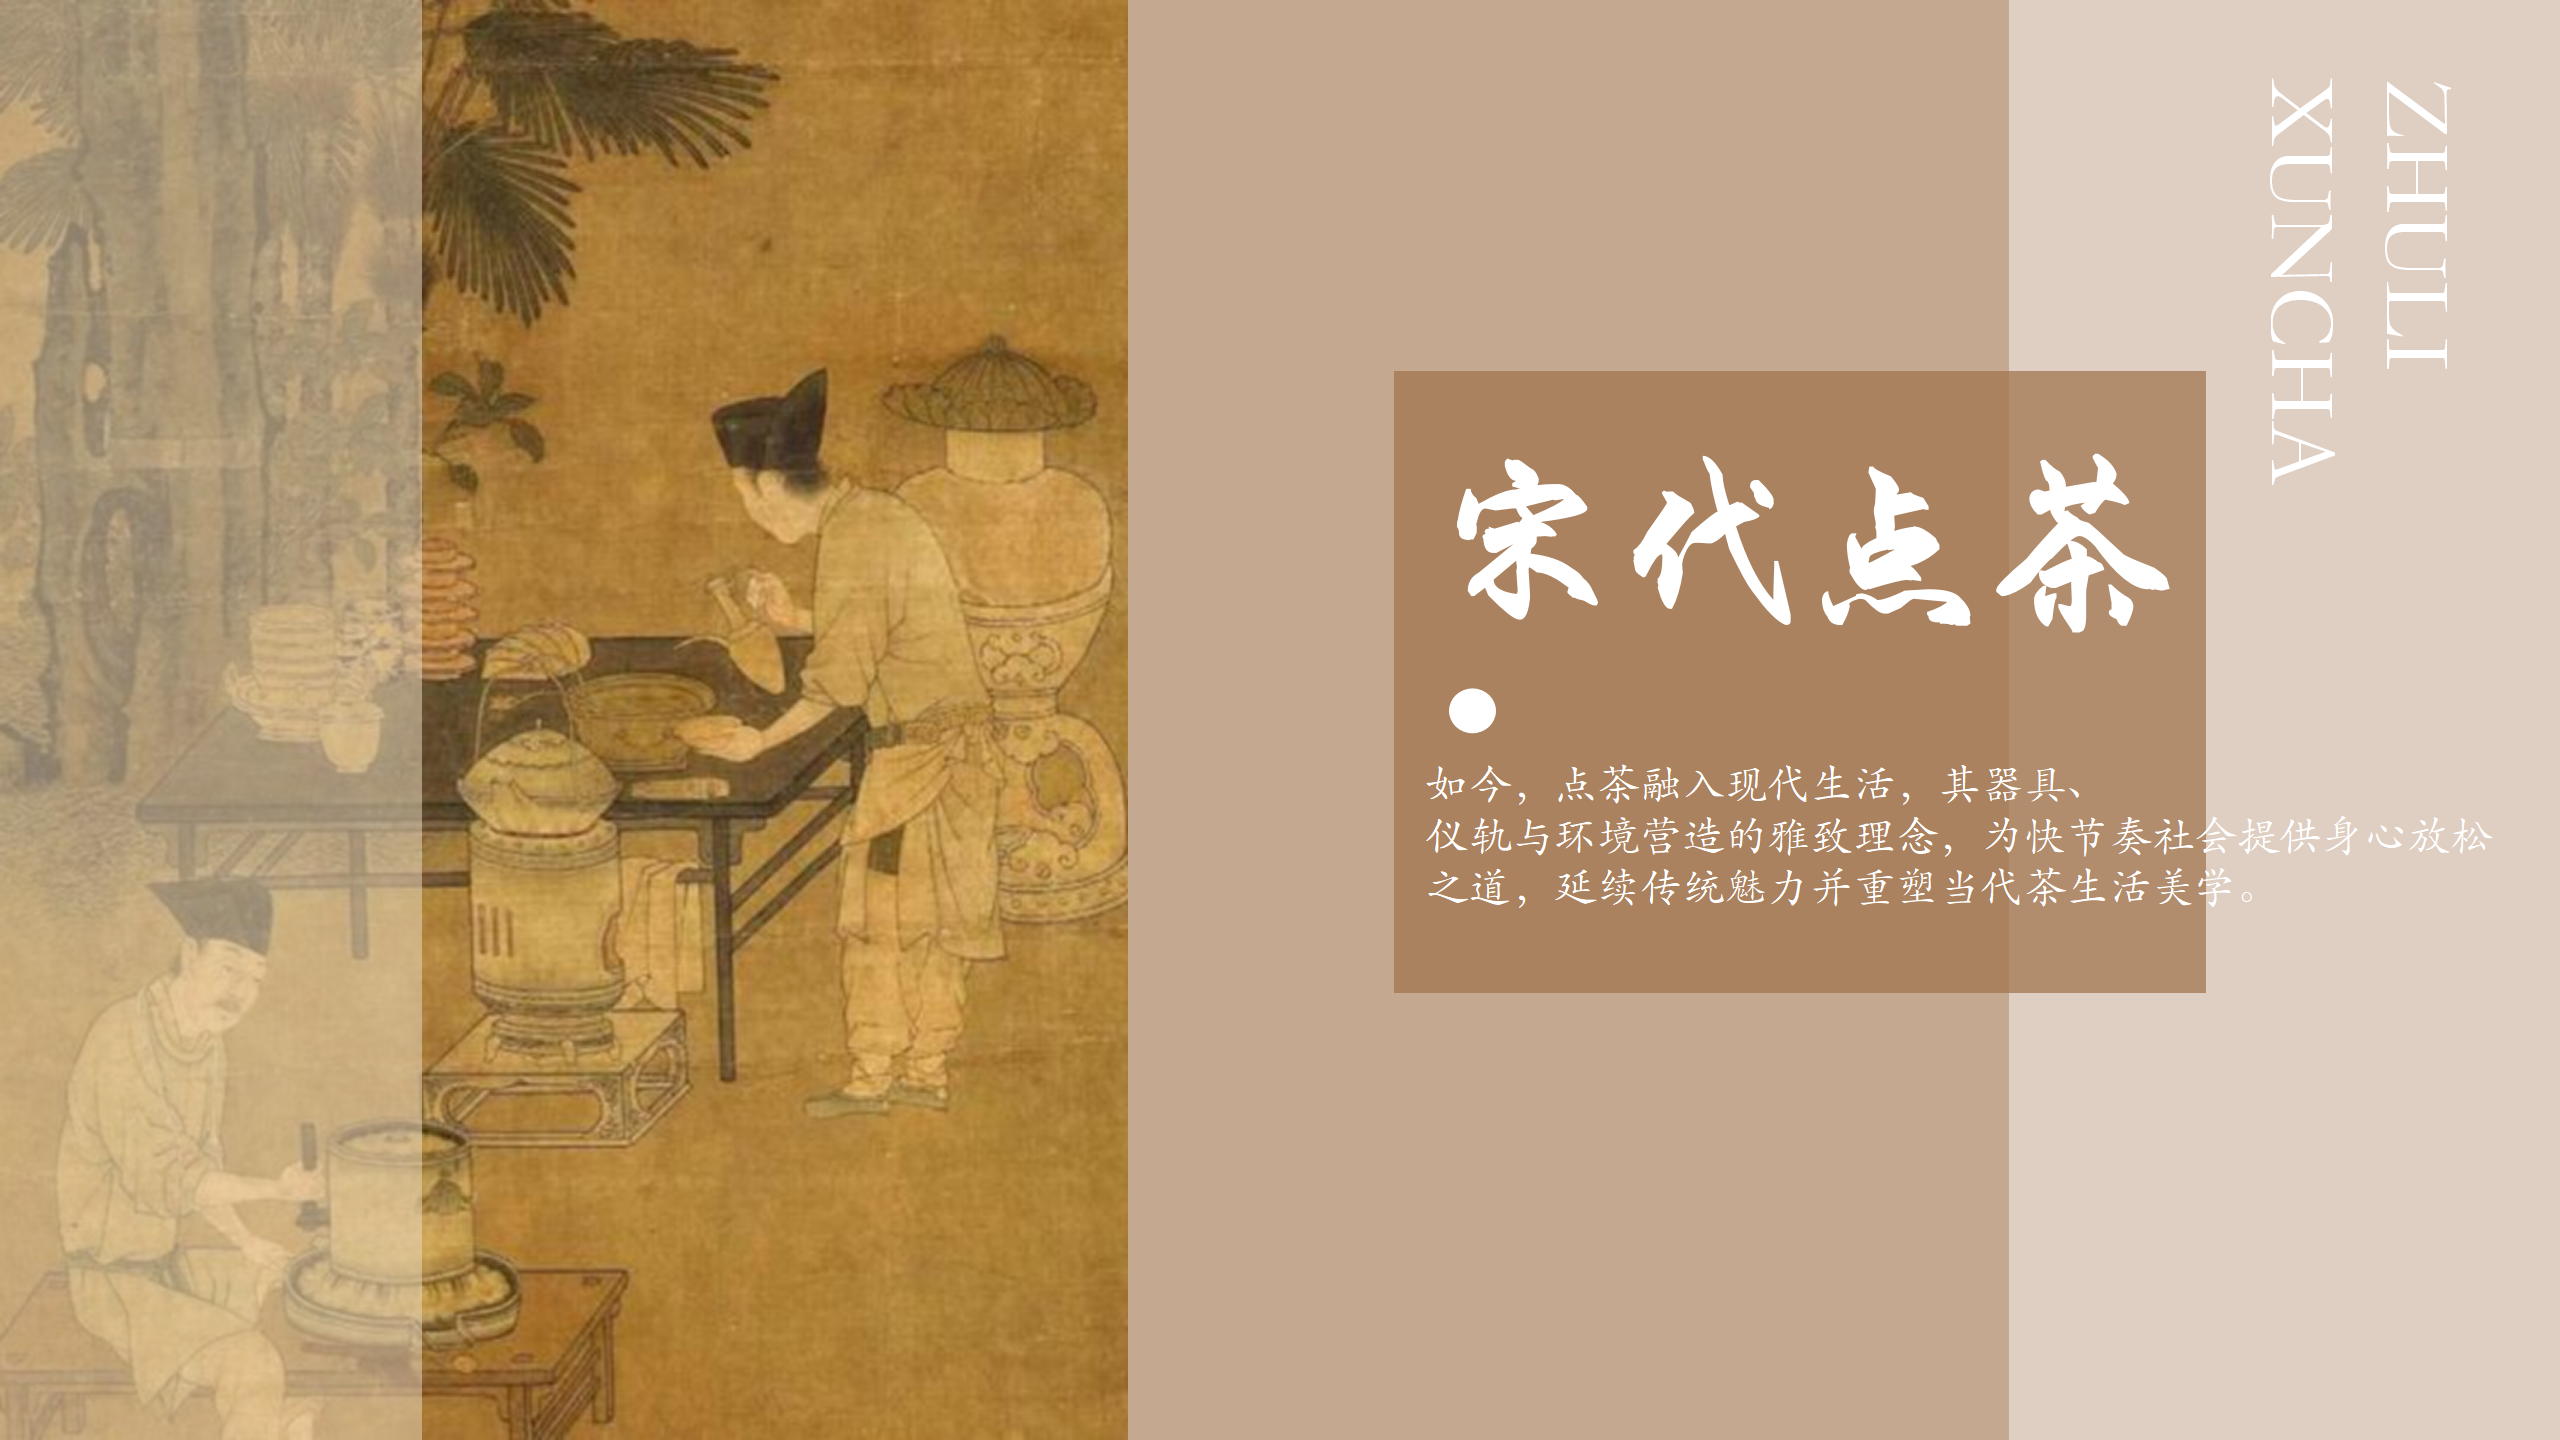 ZHULI
XUNCHA
宋代点茶
如今，点茶融入现代生活，其器具、
仪轨与环境营造的雅致理念，为快节奏社会提供身心放松
之道，延续传统魅力并重塑当代茶生活美学。